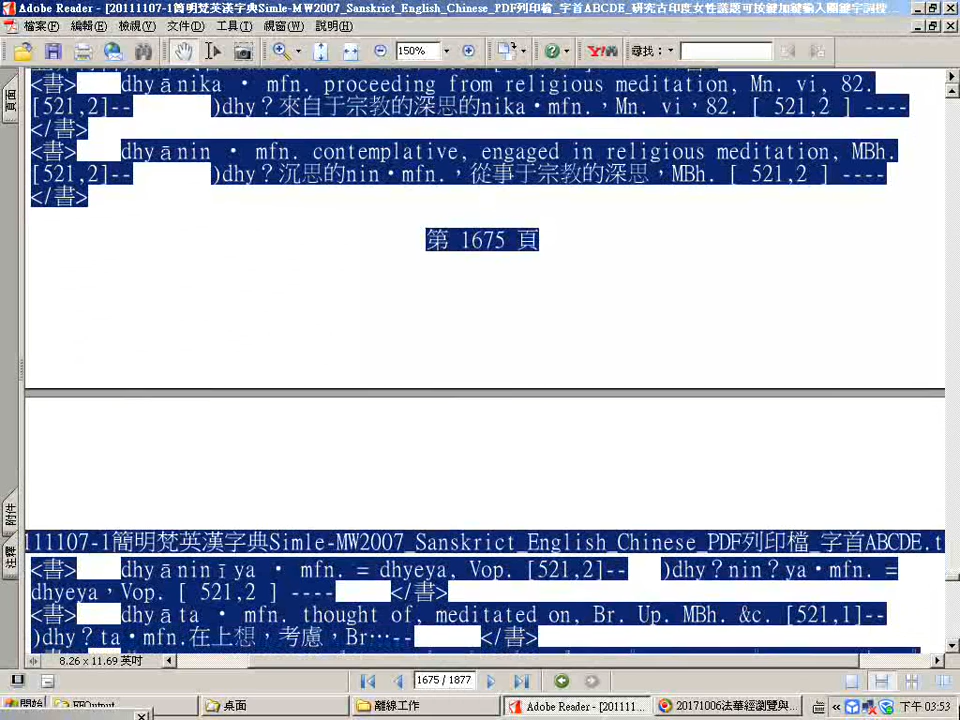 Adobe Reader - [20111107-1簡明梵英漢字典Simle-MW2007_Sanskrict_English_Chinese_PDF列印檔_字首ABCDE_研究古印度女性議題可按鍵加鍵輸入關鍵字詞搜...
檔案(F) 編輯(E) 檢視(V) 文件(D) 工具(T) 視窗(W) 說明(H)
150% 尋找：
頁面
<書> dhyānika · mfn. proceeding from religious meditation, Mn. vi, 82.
[521,2]-- )dhy？來自于宗教的深思的nika·mfn.，Mn. vi，82. [ 521,2 ] ----
</書>
<書> dhyānin · mfn. contemplative, engaged in religious meditation, MBh.
[521,2]-- )dhy？沉思的nin·mfn.，從事于宗教的深思，MBh. [ 521,2 ] ----
</書>
第 1675 頁
附件
注釋
111107-1簡明梵英漢字典Simle-MW2007_Sanskrict_English_Chinese_PDF列印檔_字首ABCDE.t
<書> dhyāninīya · mfn. = dhyeya, Vop. [521,2]-- )dhy？nin？ya·mfn. =
dhyeya，Vop. [ 521,2 ] ---- </書>
<書> dhyāta · mfn. thought of, meditated on, Br. Up. MBh. &c. [521,1]--
)dhy？ta·mfn.在上想，考慮，Br…-- </書>
8.26 x 11.69 英吋
1675 / 1877
開始 FFOutput 桌面 離線工作 Adobe Reader - [201111... 20171006法華經瀏覽與... 下午 03:53